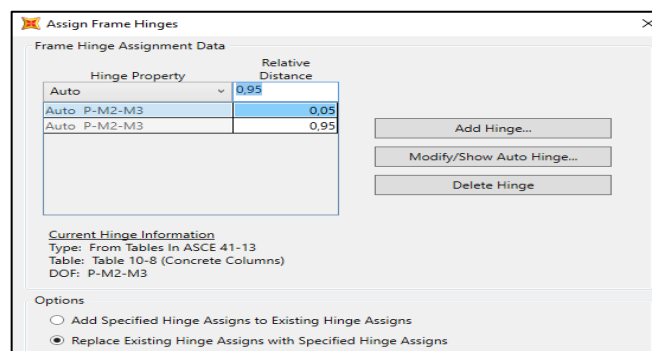 Assign Frame Hinges
Frame Hinge Assignment Data
Hinge Property
Relative
Distance
Auto 0,95
Auto P-M2-M3 0,05
Auto P-M2-M3 0,95
Add Hinge...
Modify/Show Auto Hinge...
Delete Hinge
Current Hinge Information
Type: From Tables In ASCE 41-13
Table: Table 10-8 (Concrete Columns)
DOF: P-M2-M3
Options
Add Specified Hinge Assigns to Existing Hinge Assigns
Replace Existing Hinge Assigns with Specified Hinge Assigns